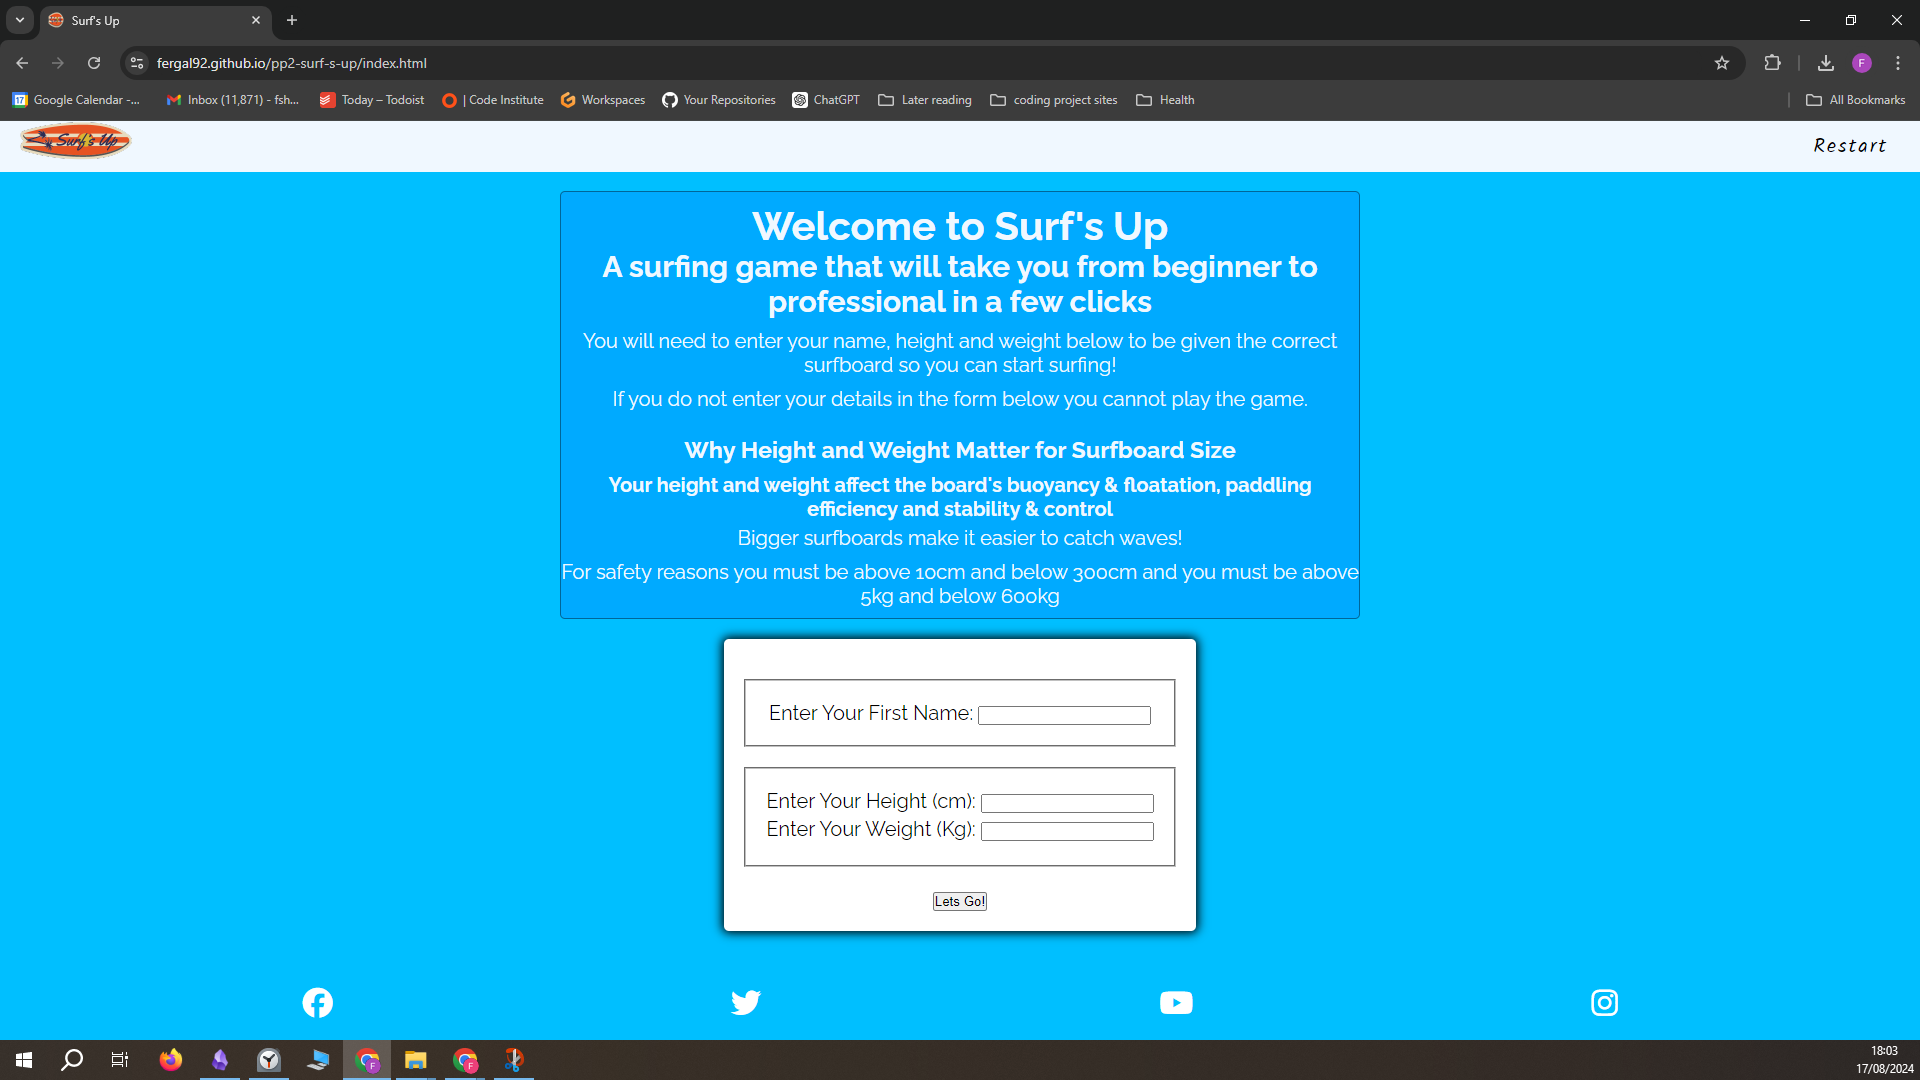 Surf's Up
fergal92.github.io/pp2-surf-s-up/index.html
F
17 Google Calendar -...
Inbox (11,871) - fsh...
Today – Todoist
| Code Institute
Workspaces
Your Repositories
ChatGPT
Later reading
coding project sites
Health
All Bookmarks
Surf's Up
Restart
Welcome to Surf's Up
A surfing game that will take you from beginner to
professional in a few clicks
You will need to enter your name, height and weight below to be given the correct
surfboard so you can start surfing!
If you do not enter your details in the form below you cannot play the game.
Why Height and Weight Matter for Surfboard Size
Your height and weight affect the board's buoyancy & floatation, paddling
efficiency and stability & control
Bigger surfboards make it easier to catch waves!
For safety reasons you must be above 10cm and below 300cm and you must be above
5kg and below 600kg
Enter Your First Name:
Enter Your Height (cm):
Enter Your Weight (Kg):
Lets Go!
F
F
18:03
17/08/2024